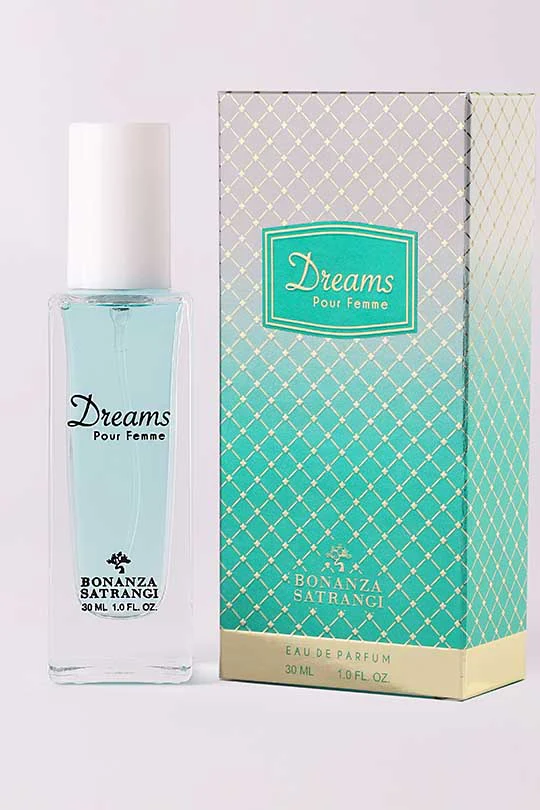 Dreams
Pour Femme
BONANZA
SATRANGI
30 ML 1.0 FL. OZ.
Dreams
Pour Femme
BONANZA
SATRANGI
EAU DE PARFUM
30 ML 1.0 FL. OZ.